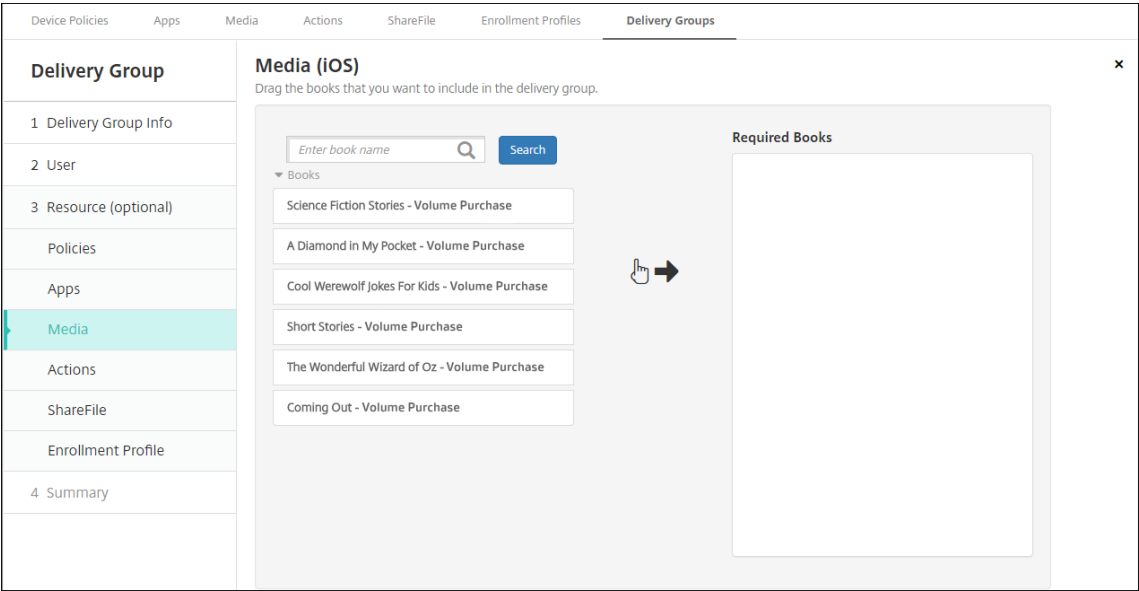 Device Policies Apps Media Actions ShareFile Enrollment Profiles Delivery Groups
Delivery Group
1 Delivery Group Info
2 User
3 Resource (optional)
Policies
Apps
Media
Actions
ShareFile
Enrollment Profile
4 Summary
Media (iOS)
×
Drag the books that you want to include in the delivery group.
Enter book name
Search
Books
Science Fiction Stories - Volume Purchase
A Diamond in My Pocket - Volume Purchase
Cool Werewolf Jokes For Kids - Volume Purchase
Short Stories - Volume Purchase
The Wonderful Wizard of Oz - Volume Purchase
Coming Out - Volume Purchase
Required Books